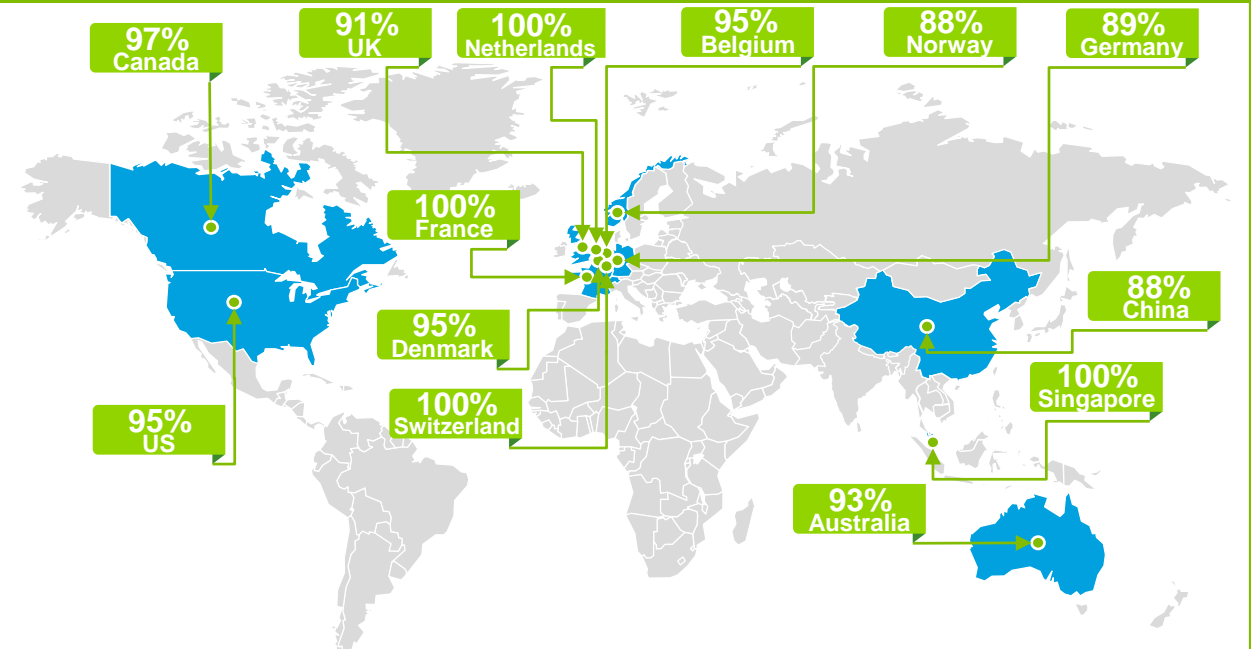 97%
Canada
91%
UK
100%
Netherlands
95%
Belgium
88%
Norway
89%
Germany
100%
France
88%
China
95%
Denmark
100%
Singapore
100%
Switzerland
95%
US
93%
Australia